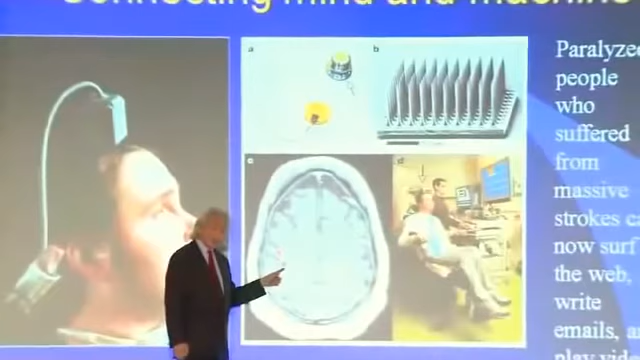 connecting mind and machine
a
b
c
d
Paralyzed
people
who
suffered
from
massive
strokes ca
now surf
the web,
write
emails, a
play vide